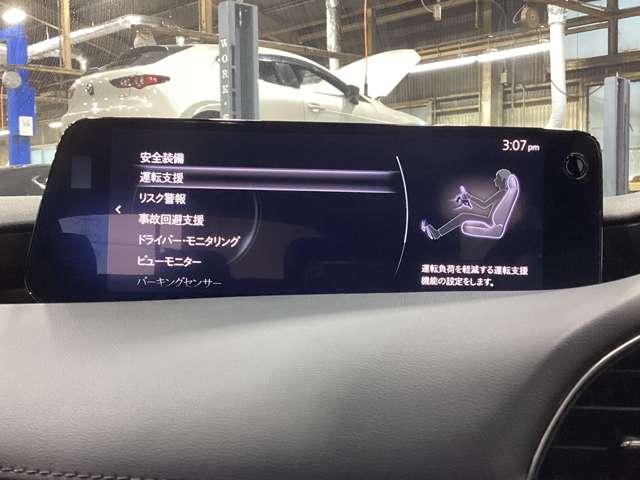 WORK
3:07 pm
安全装備
運転支援
リスク警報
事故回避支援
ドライバー・モニタリング
ビューモニター
パーキングセンサー
運転負荷を軽減する運転支援
機能の設定をします。